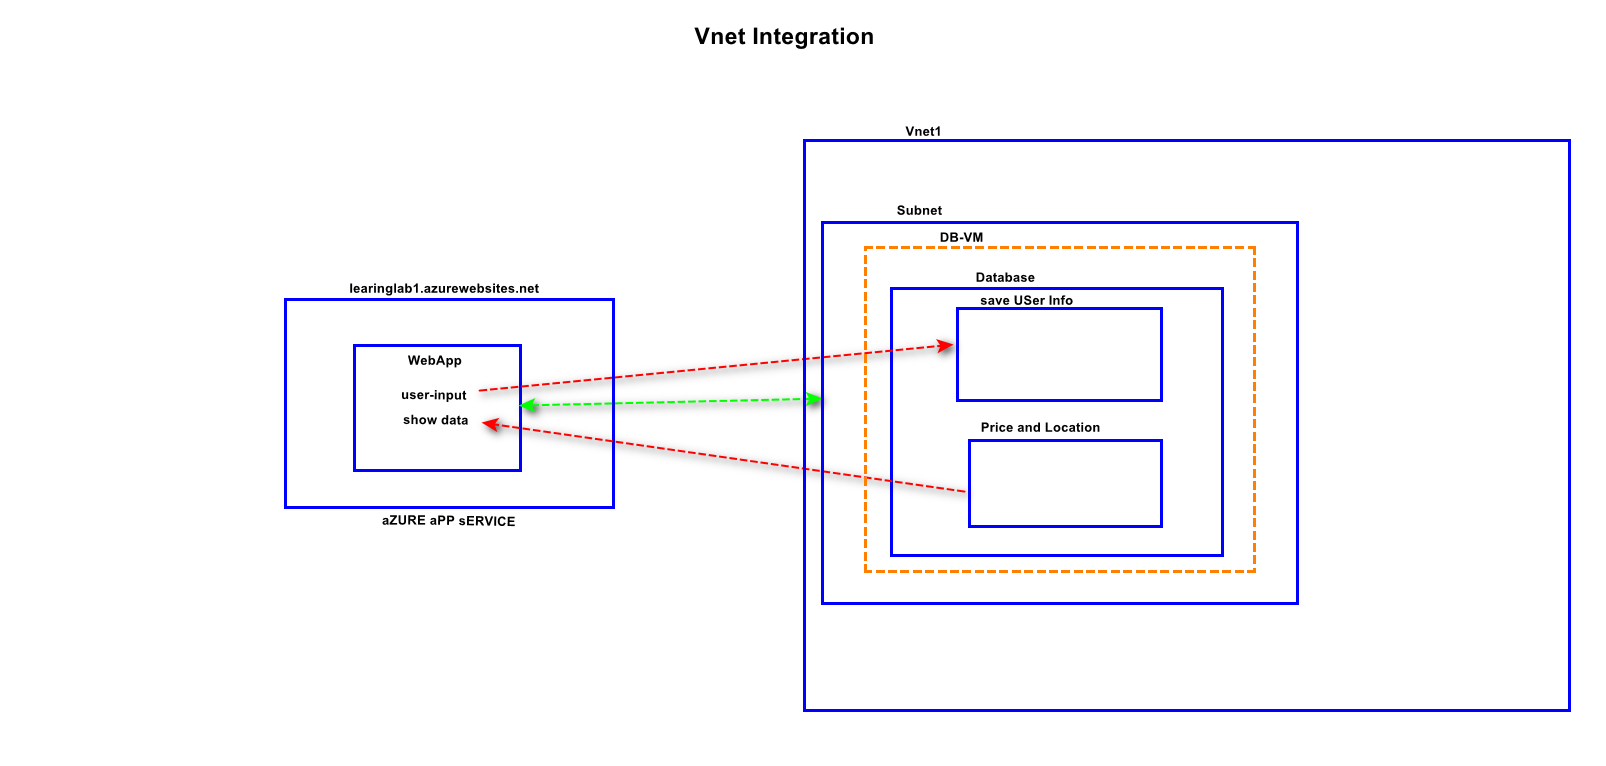 Vnet Integration
Vnet1
Subnet
DB-VM
Database
save USer Info
learinglab1.azurewebsites.net
WebApp
user-input
show data
Price and Location
aZURE aPP sERVICE